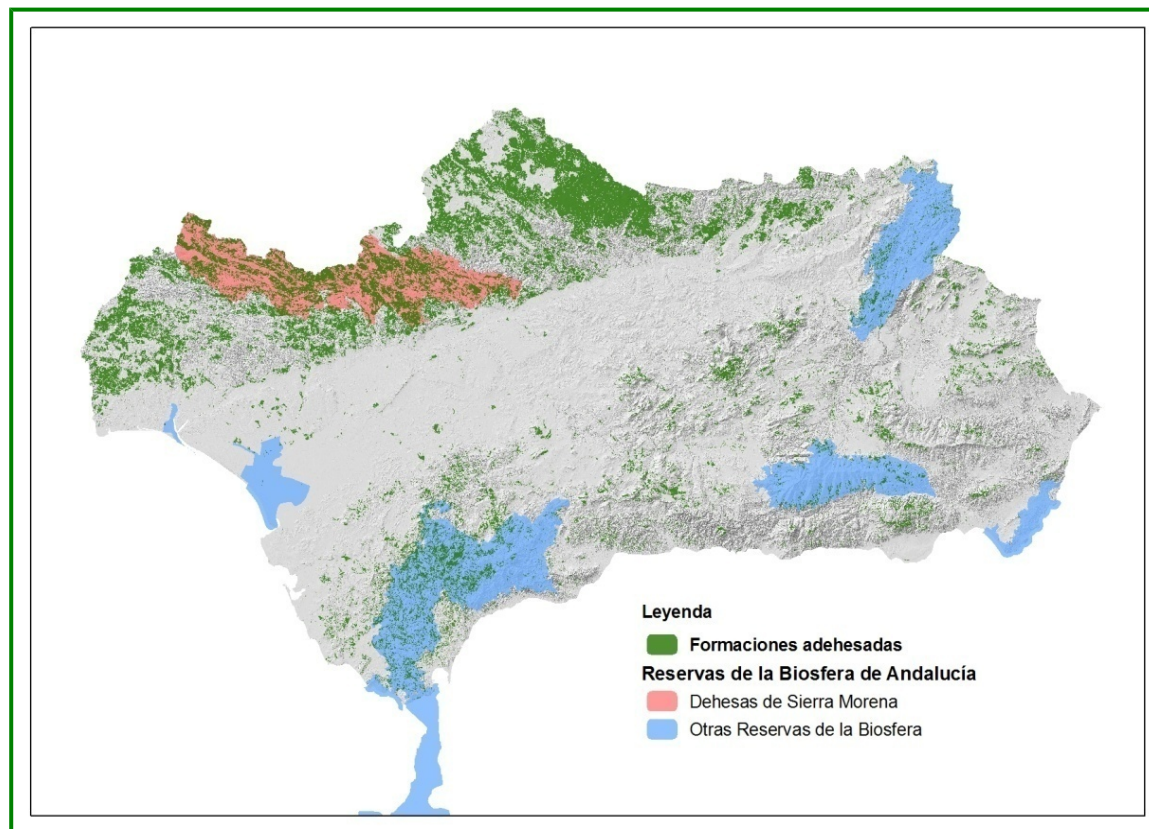 Leyenda
Formaciones adehesadas
Reservas de la Biosfera de Andalucía
Dehesas de Sierra Morena
Otras Reservas de la Biosfera